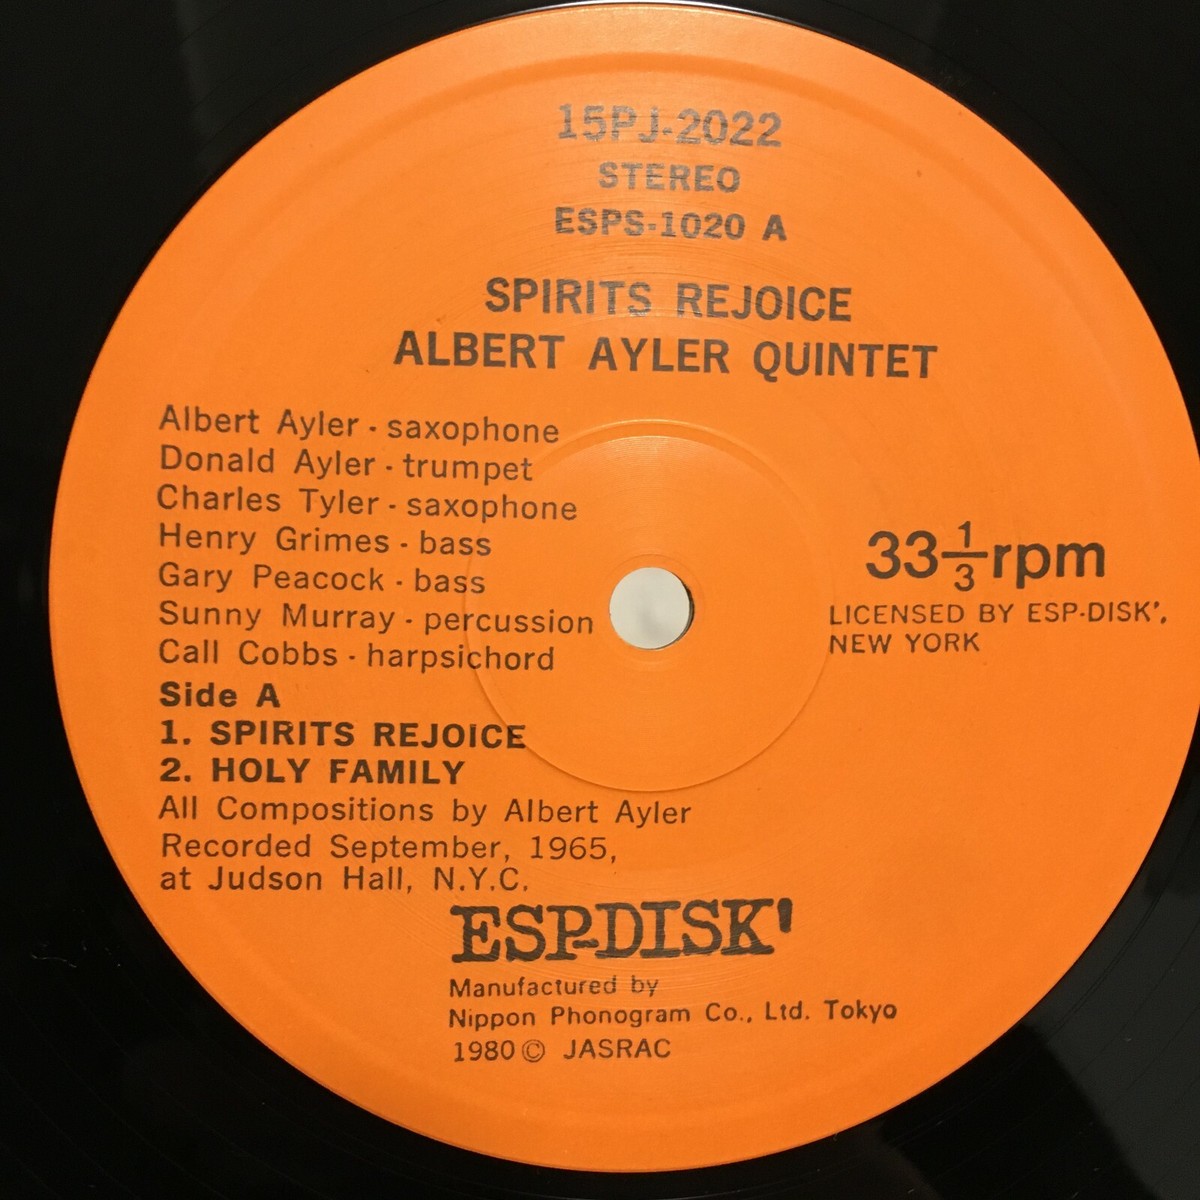 15PJ-2022
STEREO
ESPS-1020 A
SPIRITS REJOICE
ALBERT AYLER QUINTET
Albert Ayler - saxophone
Donald Ayler - trumpet
Charles Tyler - saxophone
Henry Grimes - bass
Gary Peacock - bass
Sunny Murray - percussion
Call Cobbs - harpsichord
33 1/3 rpm
LICENSED BY ESP-DISK',
NEW YORK
Side A
1. SPIRITS REJOICE
2. HOLY FAMILY
All Compositions by Albert Ayler
Recorded September, 1965,
at Judson Hall, N.Y.C.
ESP-DISK'
Manufactured by
Nippon Phonogram Co., Ltd. Tokyo
1980 © JASRAC